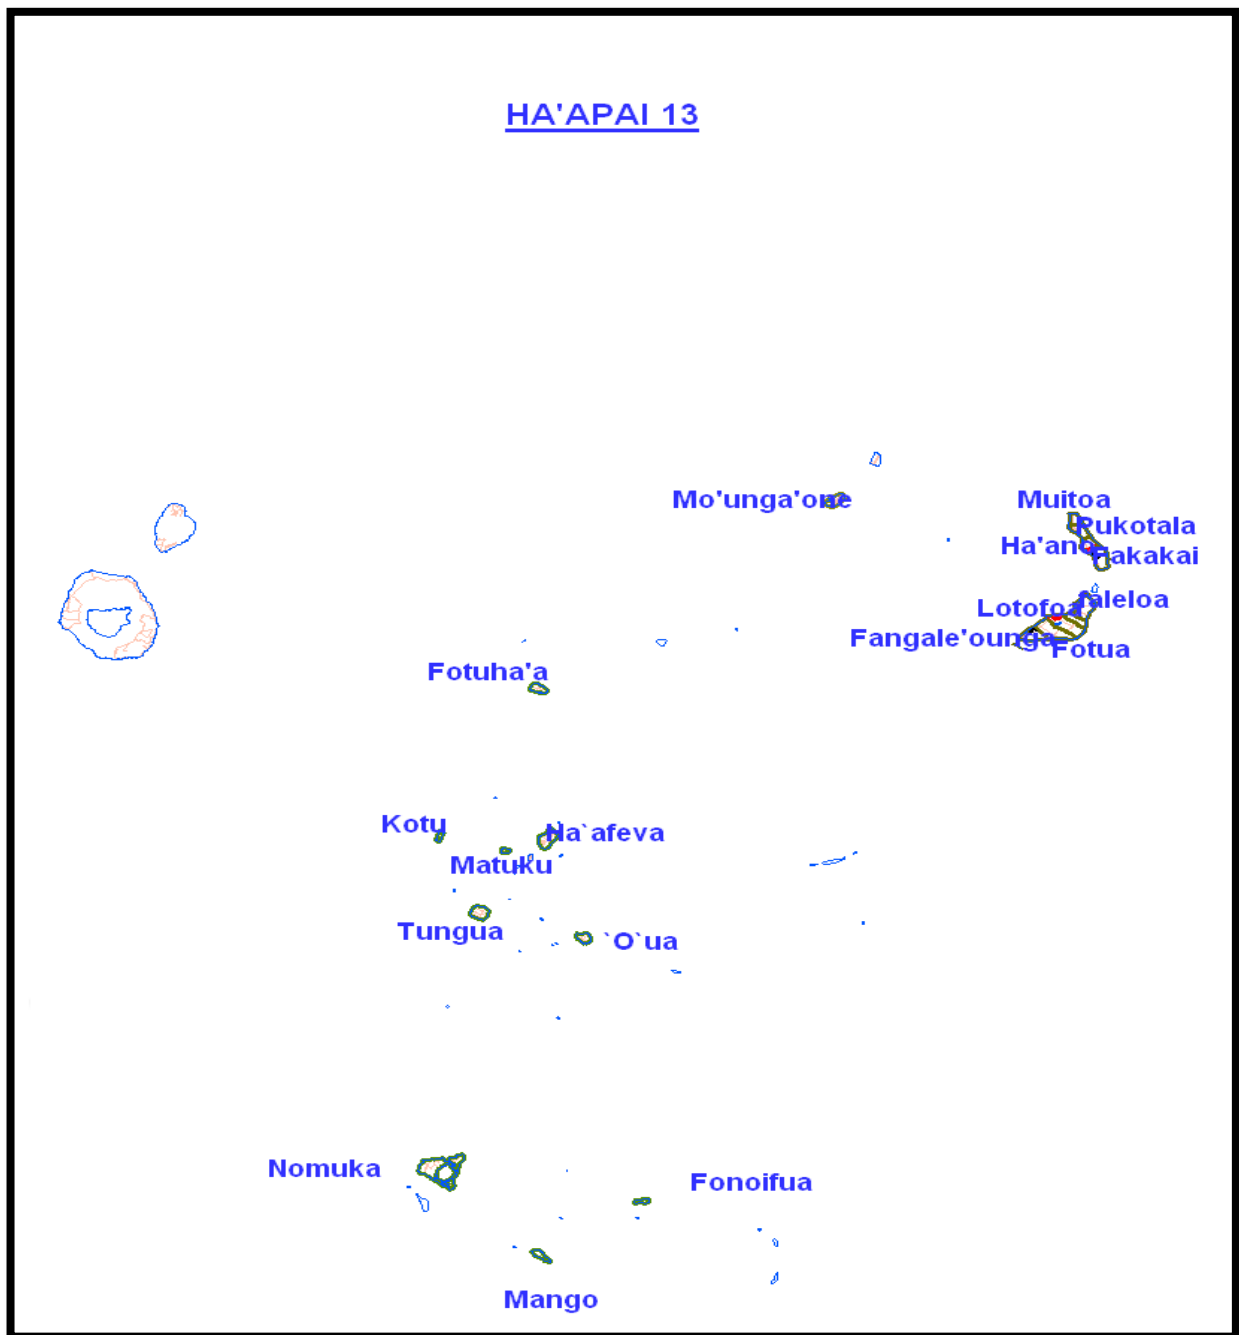 HA'APAI 13
Mo'unga'one
Muitoa
Pukotala
Ha'ano
Fakakai
faleloa
Lotofoa
Fangale'ounga
Fotua
Fotuha'a
Kotu
Ha`afeva
Matuku
Tungua
`O`ua
Nomuka
Fonoifua
Mango